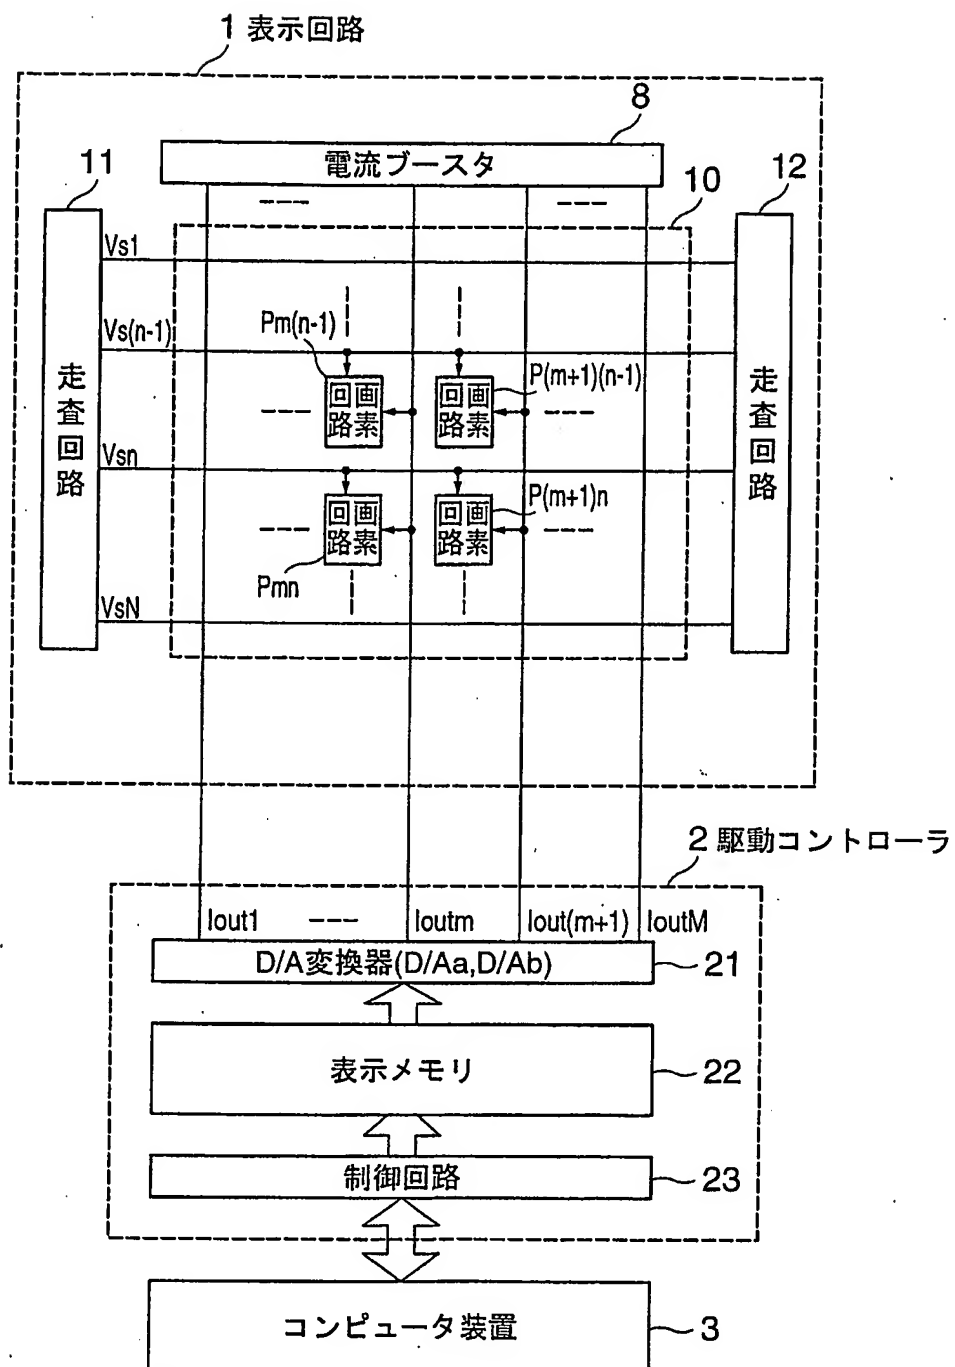 1 表示回路
8
電流ブースタ
11
10
12
Vs1
Vs(n-1)
Pm(n-1)
P(m+1)(n-1)
画素回路
画素回路
走査回路
走査回路
Vsn
P(m+1)n
画素回路
画素回路
Pmn
VsN
2 駆動コントローラ
Iout1
Ioutm
Iout(m+1)
IoutM
D/A変換器(D/Aa,D/Ab)
21
表示メモリ
22
制御回路
23
コンピュータ装置
3